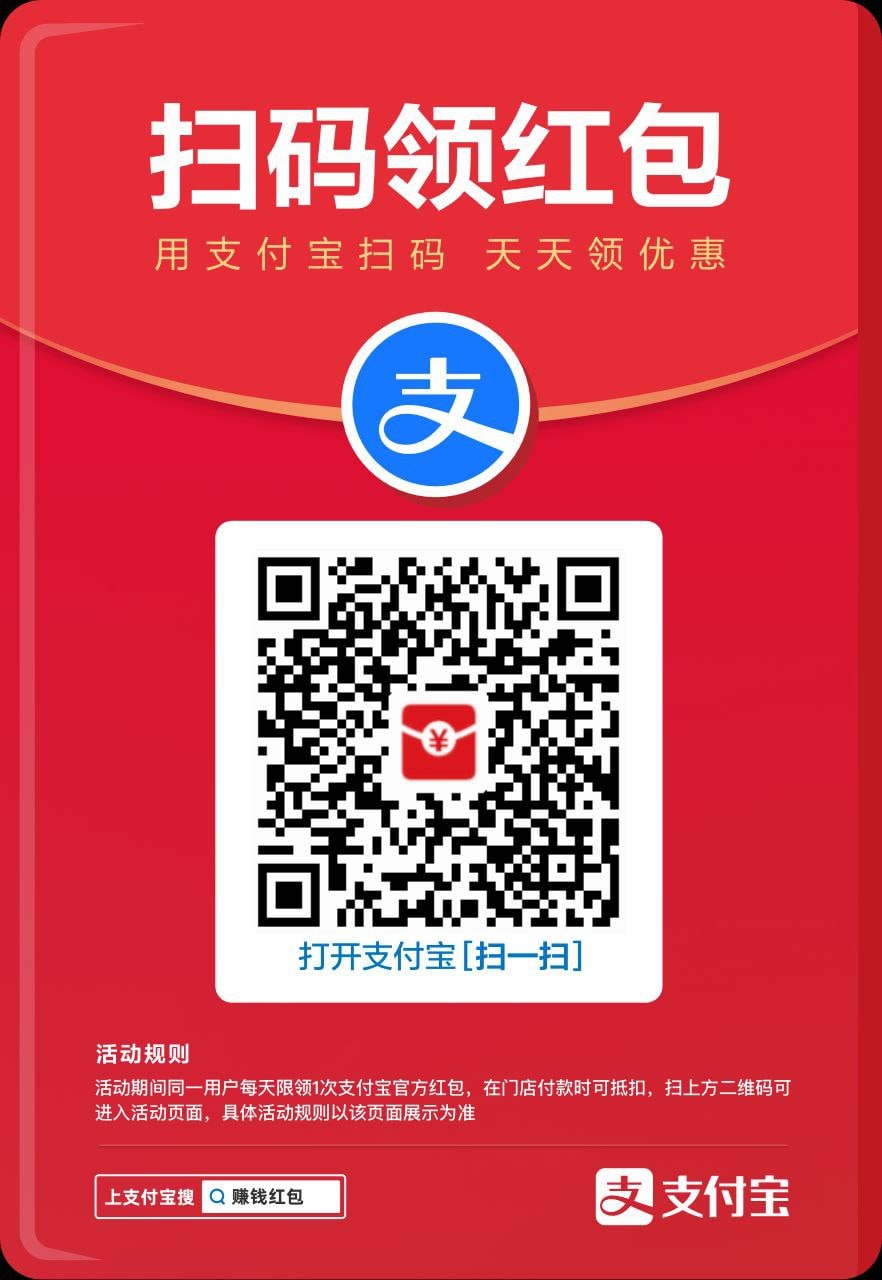 扫码领红包
用支付宝扫码 天天领优惠
支
¥
打开支付宝[扫一扫]
活动规则
活动期间同一用户每天限领1次支付宝官方红包，在门店付款时可抵扣，扫上方二维码可
进入活动页面，具体活动规则以该页面展示为准
上支付宝搜 赚钱红包
支 支付宝